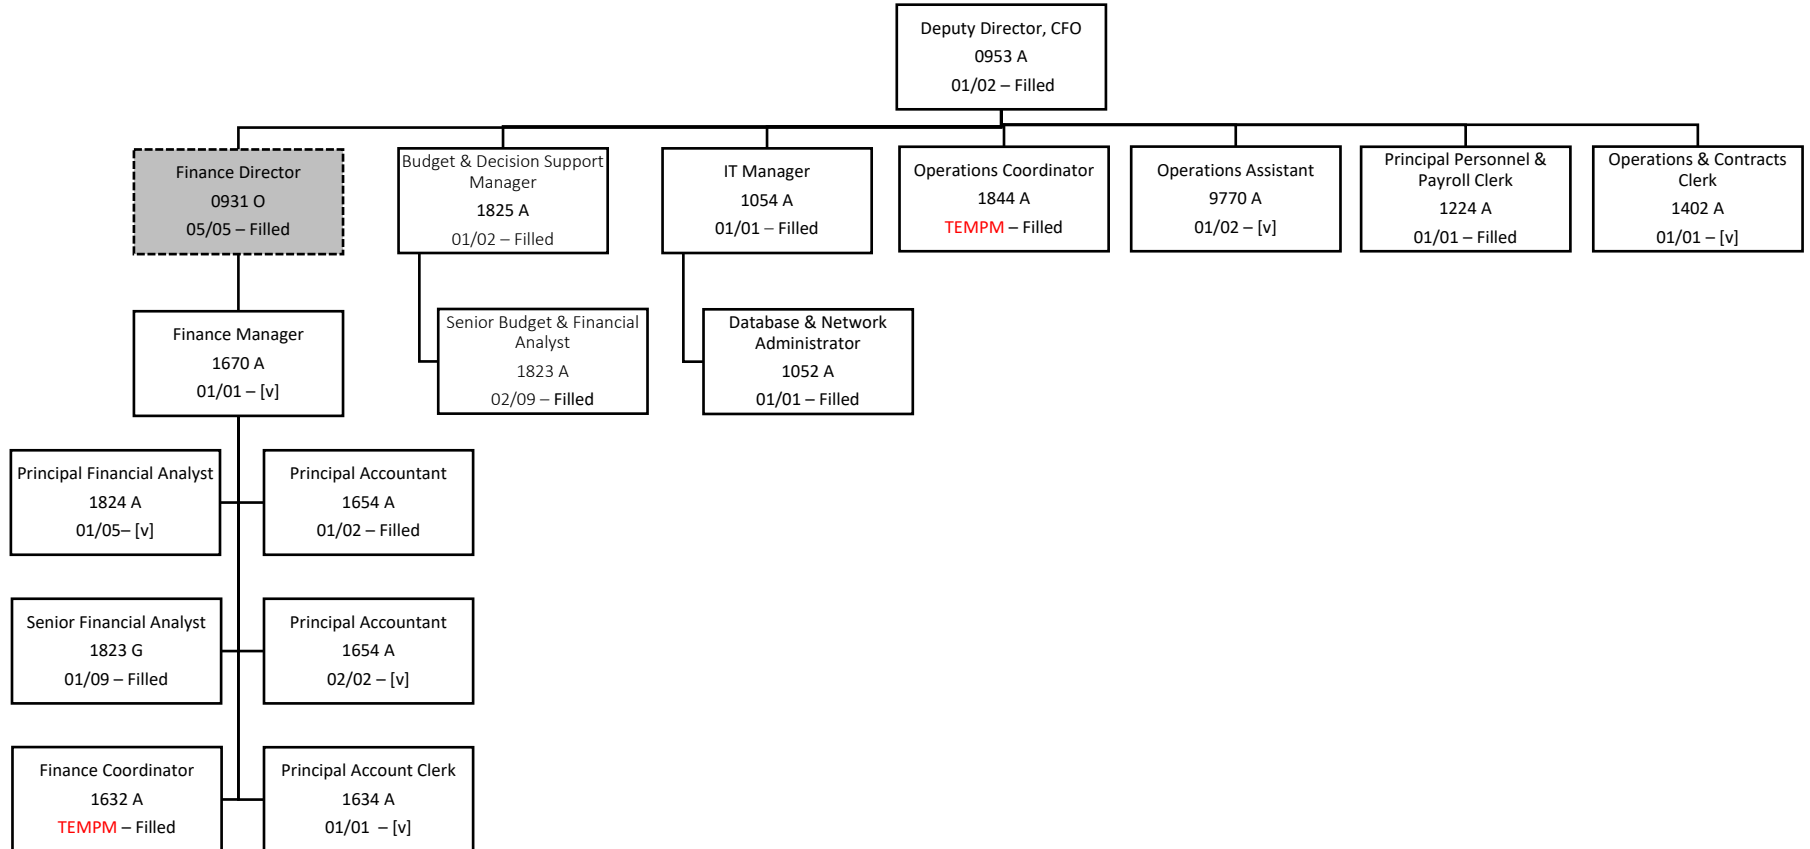 Deputy Director, CFO
0953 A
01/02 – Filled
Finance Director
0931 O
05/05 – Filled
Budget & Decision Support
Manager
1825 A
01/02 – Filled
IT Manager
1054 A
01/01 – Filled
Operations Coordinator
1844 A
TEMPM – Filled
Operations Assistant
9770 A
01/02 – [v]
Principal Personnel &
Payroll Clerk
1224 A
01/01 – Filled
Operations & Contracts
Clerk
1402 A
01/01 – [v]
Finance Manager
1670 A
01/01 – [v]
Senior Budget & Financial
Analyst
1823 A
02/09 – Filled
Database & Network
Administrator
1052 A
01/01 – Filled
Principal Financial Analyst
1824 A
01/05– [v]
Principal Accountant
1654 A
01/02 – Filled
Senior Financial Analyst
1823 G
01/09 – Filled
Principal Accountant
1654 A
02/02 – [v]
Finance Coordinator
1632 A
TEMPM – Filled
Principal Account Clerk
1634 A
01/01 – [v]